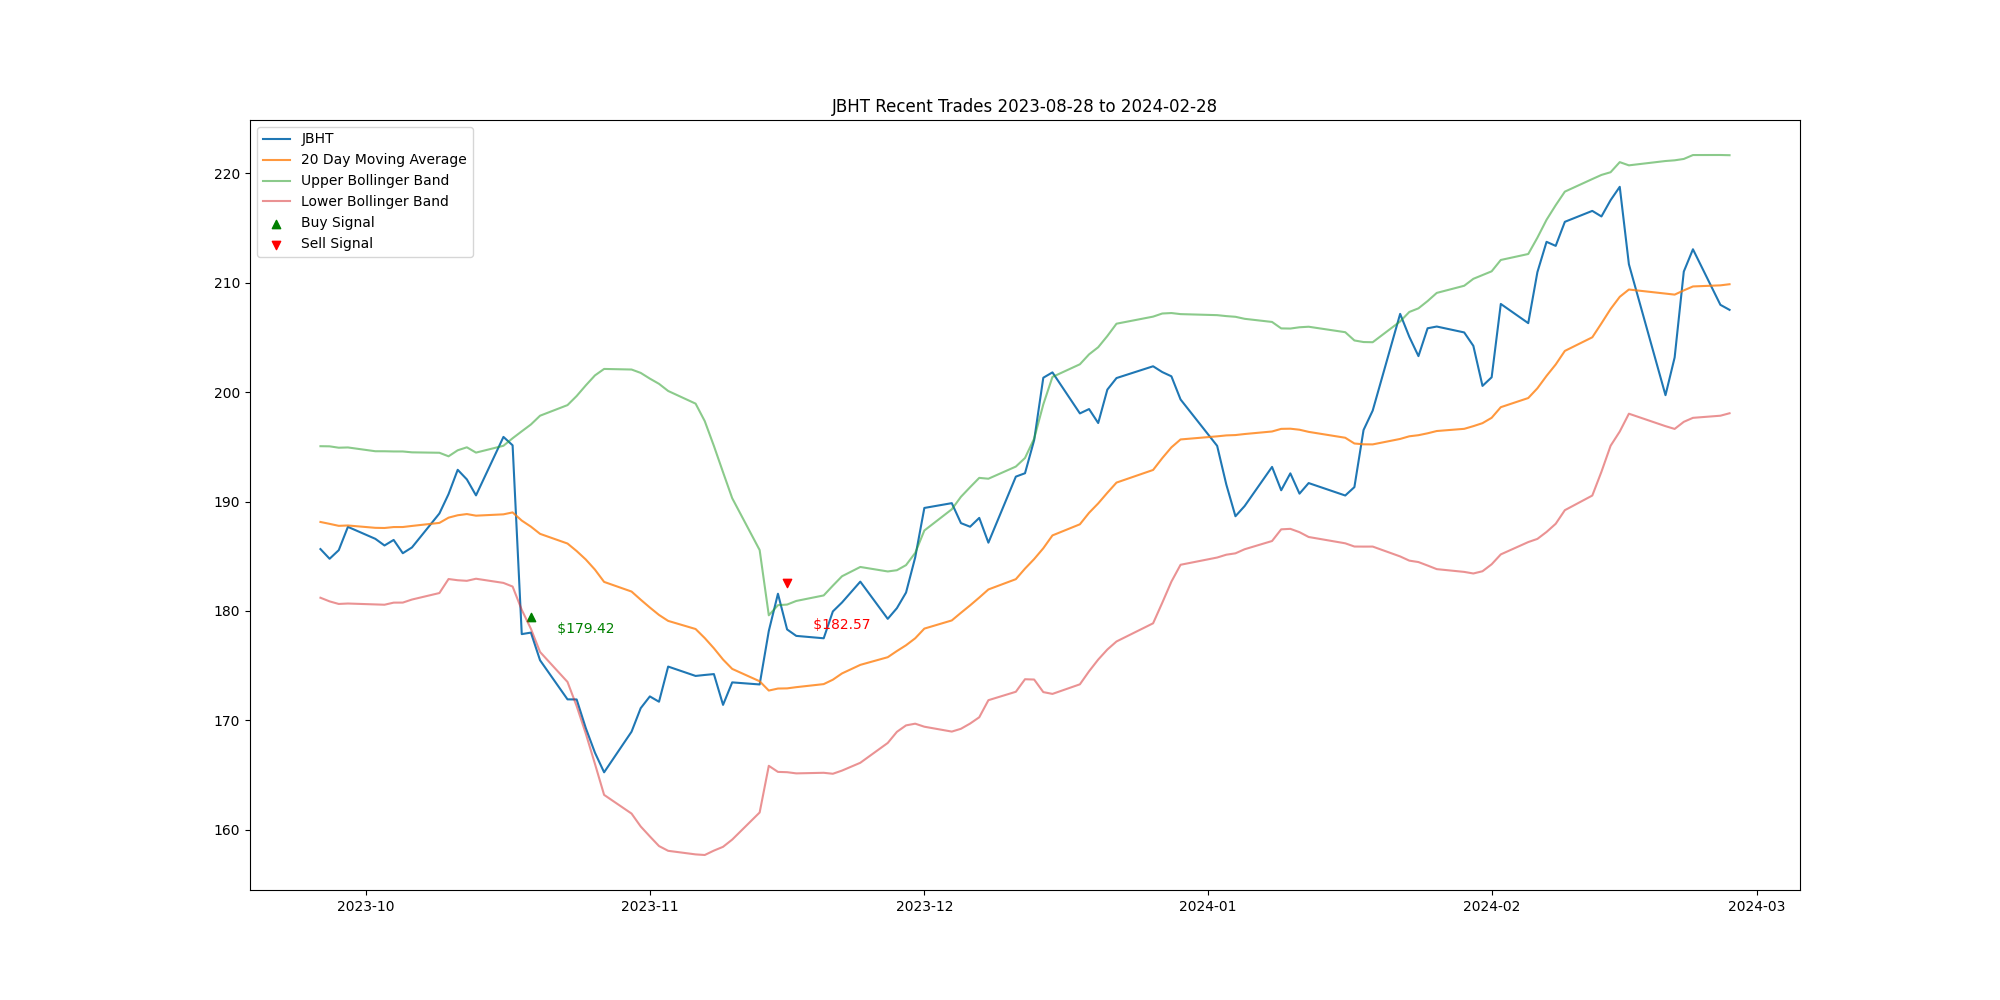 JBHT Recent Trades 2023-08-28 to 2024-02-28
JBHT
20 Day Moving Average
Upper Bollinger Band
Lower Bollinger Band
Buy Signal
Sell Signal
220
210
200
190
180
170
160
$179.42
$182.57
2023-10
2023-11
2023-12
2024-01
2024-02
2024-03